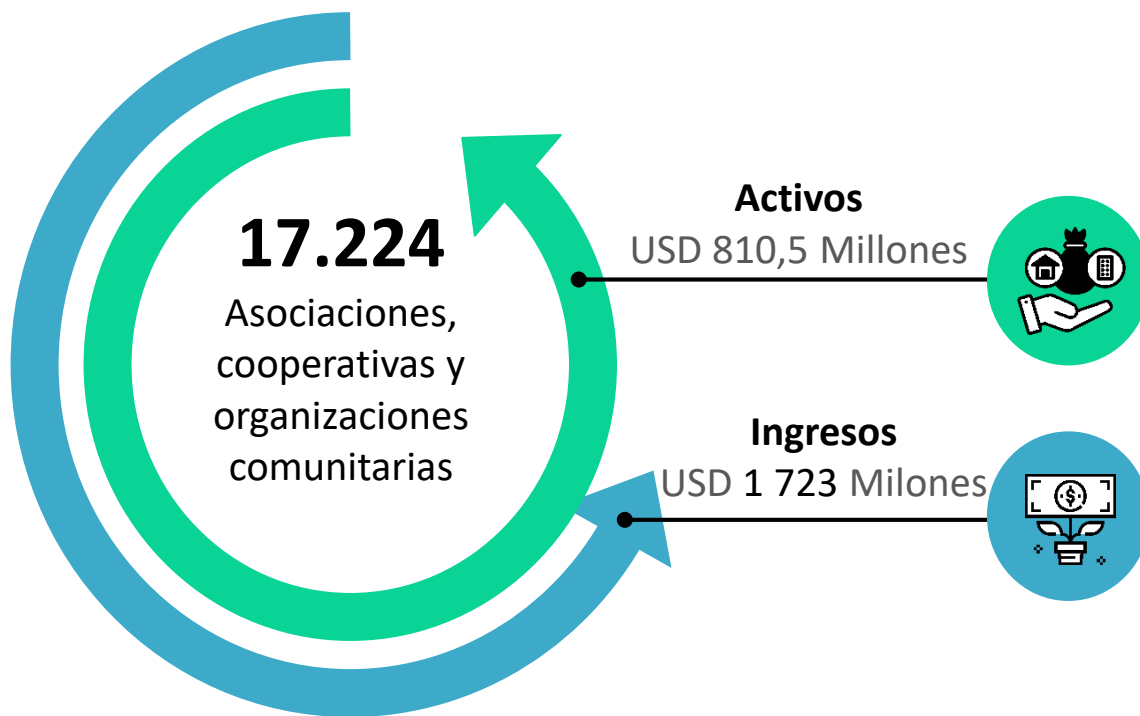 17.224
Asociaciones,
cooperativas y
organizaciones
comunitarias
Activos
USD 810,5 Millones
Ingresos
USD 1 723 Milones
$